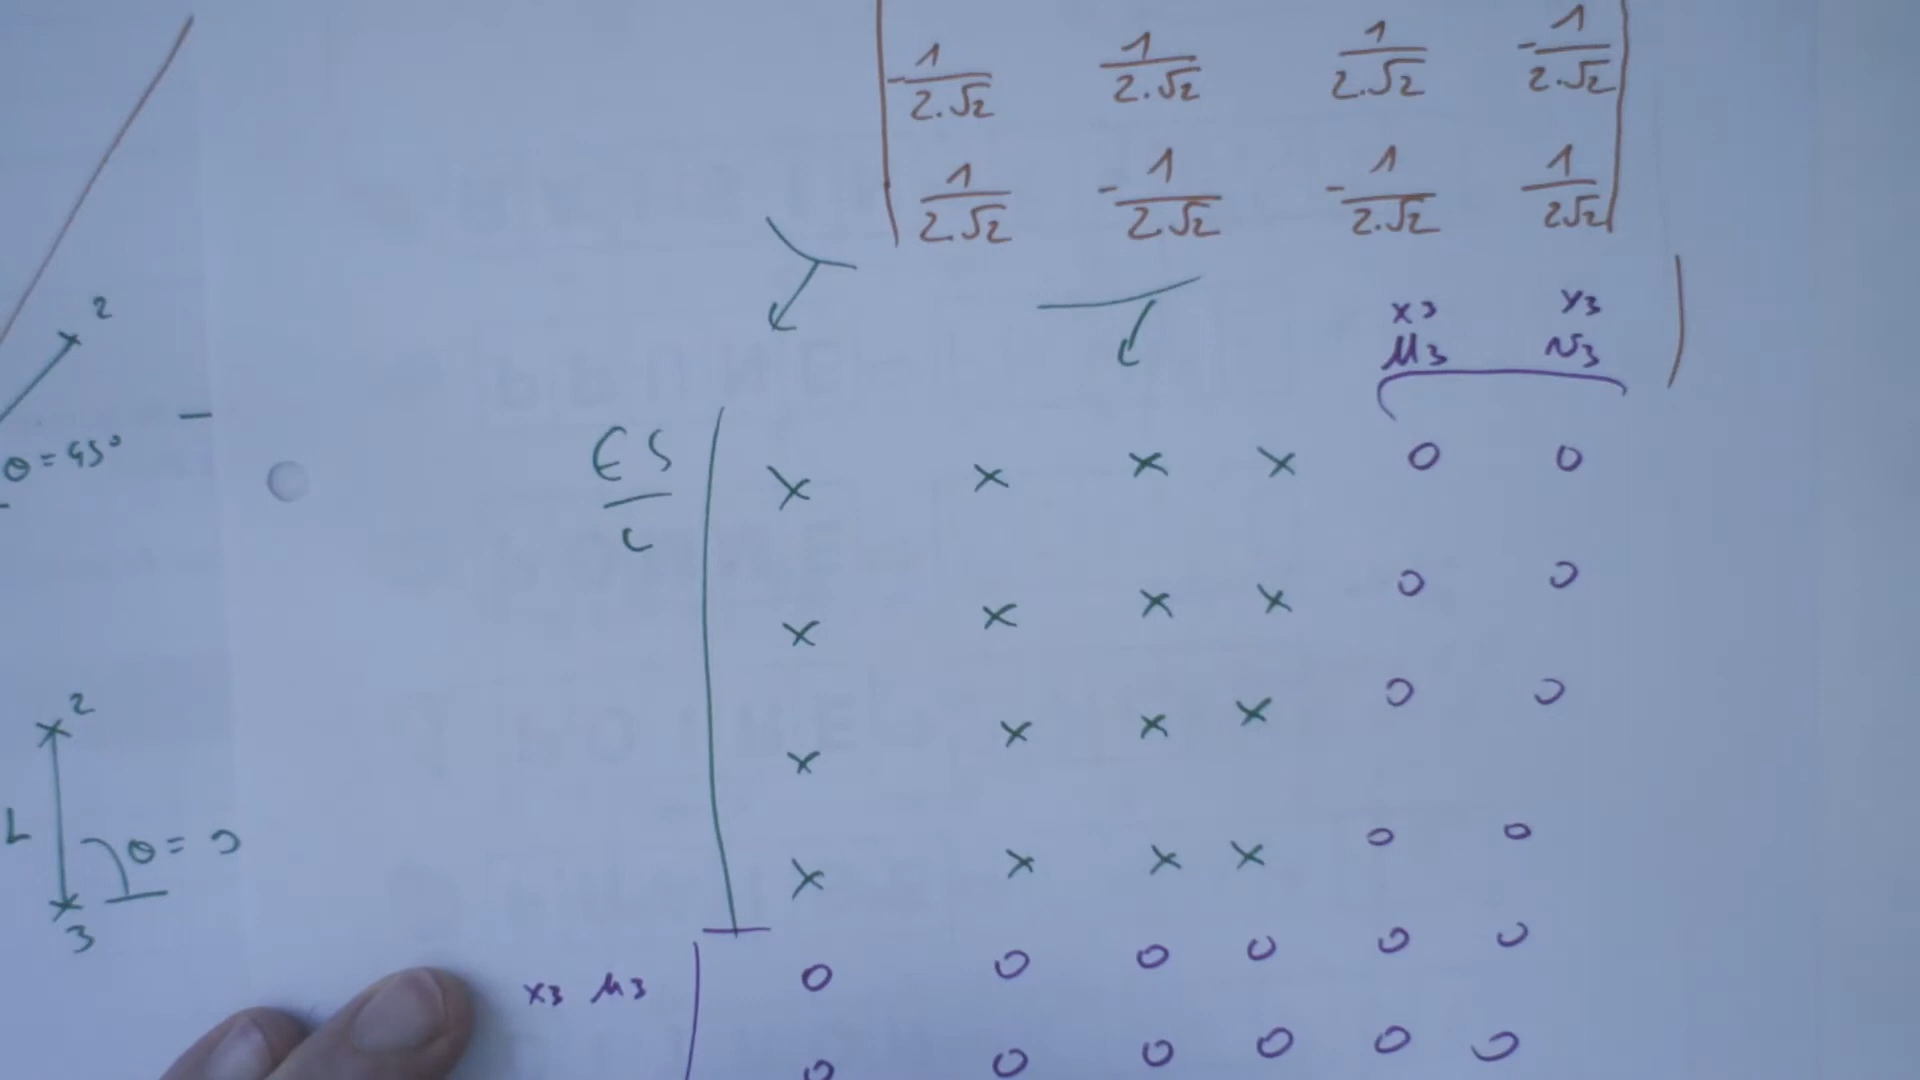 -1/(2.√2) 1/(2.√2) 1/(2.√2) -1/(2.√2)
1/(2.√2) -1/(2.√2) -1/(2.√2) 1/(2√2)
2
θ = 45°
x3 y3
u3 v3
ES/L
x x x x 0 0
x x x x 0 0
x x x x 0 0
x x x x 0 0
2
L θ = 0
3
x3 u3 0 0 0 0 0 0
0 0 0 0 0 0